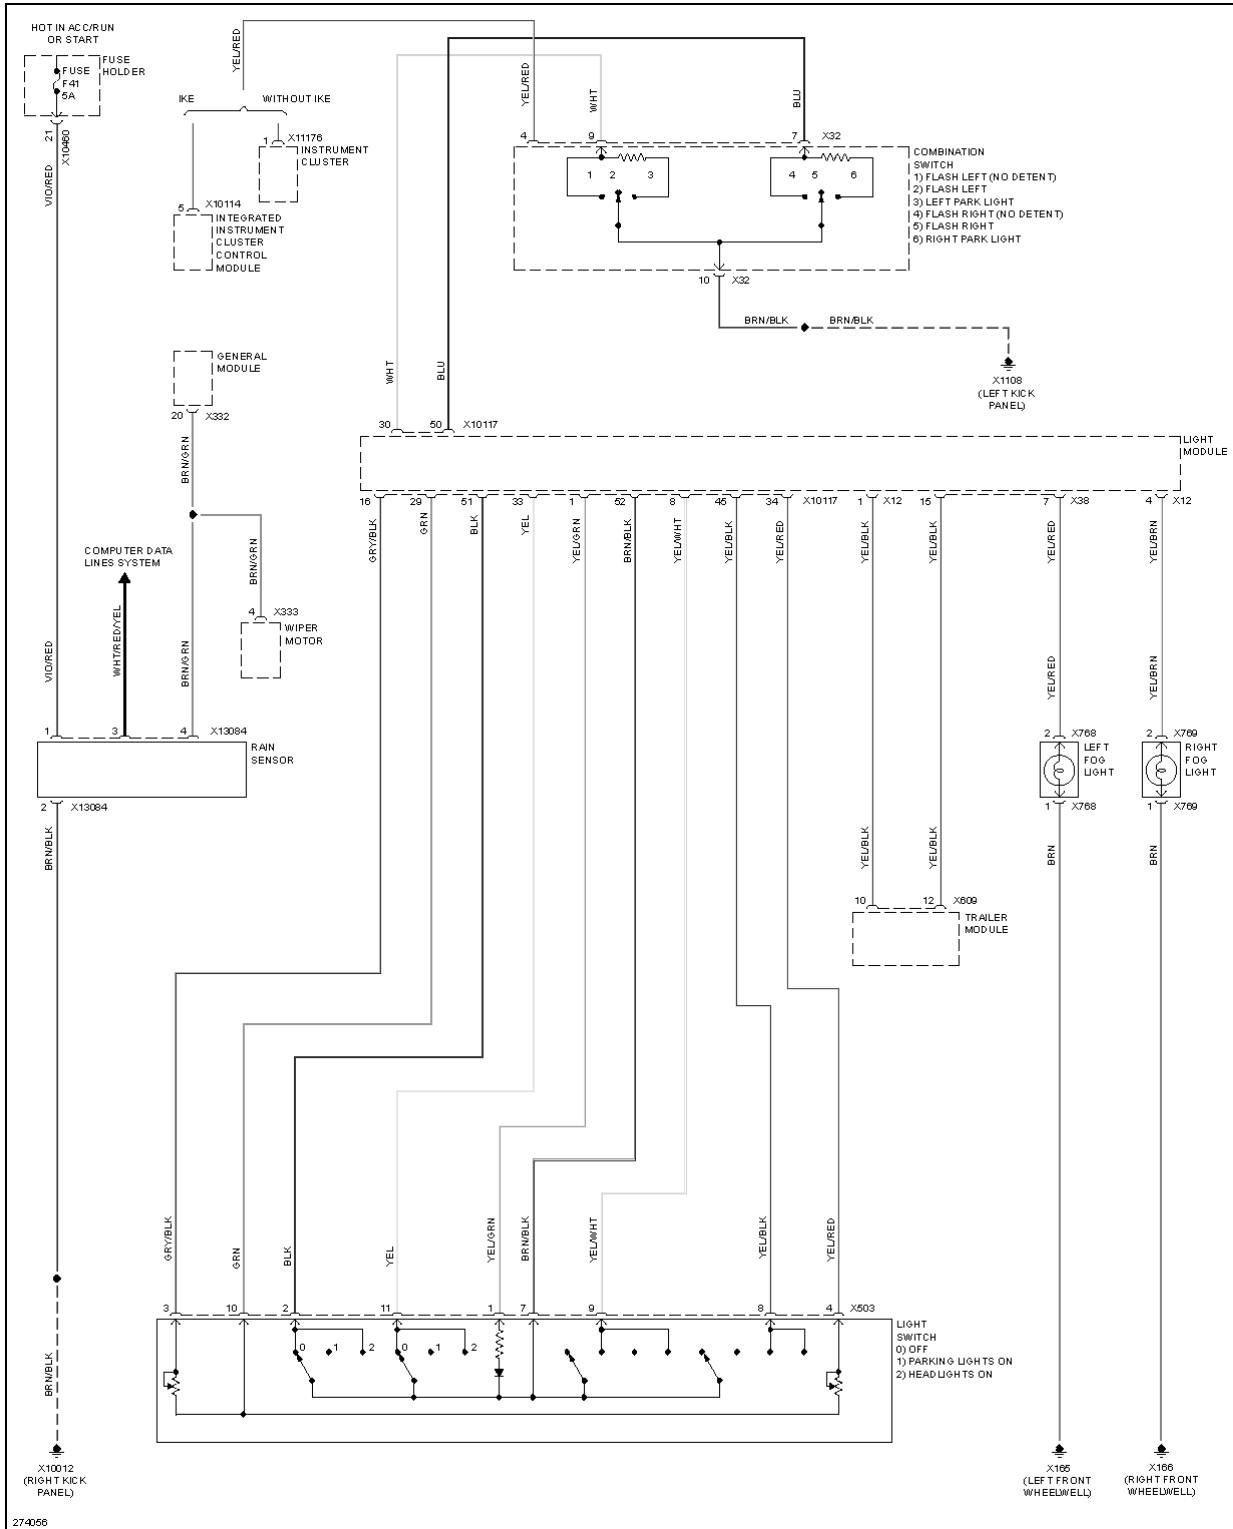 HOT IN ACC/RUN
OR START
FUSE
HOLDER
FUSE
F41
5A
21
X10460
VIO/RED
YEL/RED
IKE
WITHOUT IKE
1
X11176
INSTRUMENT
CLUSTER
5
X10114
INTEGRATED
INSTRUMENT
CLUSTER
CONTROL
MODULE
YEL/RED
WHT
BLU
4
9
7
X32
1
2
3
4
5
6
COMBINATION
SWITCH
1) FLASH LEFT (NO DETENT)
2) FLASH LEFT
3) LEFT PARK LIGHT
4) FLASH RIGHT (NO DETENT)
5) FLASH RIGHT
6) RIGHT PARK LIGHT
10
X32
BRN/BLK
BRN/BLK
X1108
(LEFT KICK
PANEL)
GENERAL
MODULE
20
X332
BRN/GRN
WHT
BLU
30
50
X10117
LIGHT
MODULE
16
29
51
33
1
52
8
45
34
X10117
1
X12
15
7
X38
4
X12
GRY/BLK
GRN
BLK
YEL
YEL/GRN
BRN/BLK
YEL/WHT
YEL/BLK
YEL/RED
YEL/BLK
YEL/BLK
YEL/RED
YEL/BRN
COMPUTER DATA
LINES SYSTEM
BRN/GRN
4
X333
WIPER
MOTOR
VIO/RED
WHT/RED/YEL
BRN/GRN
YEL/RED
YEL/BRN
1
3
4
X13084
RAIN
SENSOR
2
X13084
BRN/BLK
2
X768
LEFT
FOG
LIGHT
1
X768
2
X769
RIGHT
FOG
LIGHT
1
X769
YEL/BLK
YEL/BLK
BRN
BRN
10
12
X609
TRAILER
MODULE
GRY/BLK
GRN
BLK
YEL
YEL/GRN
BRN/BLK
YEL/WHT
YEL/BLK
YEL/RED
3
10
2
11
1
7
9
8
4
X503
0
1
2
0
1
2
LIGHT
SWITCH
0) OFF
1) PARKING LIGHTS ON
2) HEADLIGHTS ON
BRN/BLK
X10012
(RIGHT KICK
PANEL)
X165
(LEFT FRONT
WHEELWELL)
X166
(RIGHT FRONT
WHEELWELL)
274056